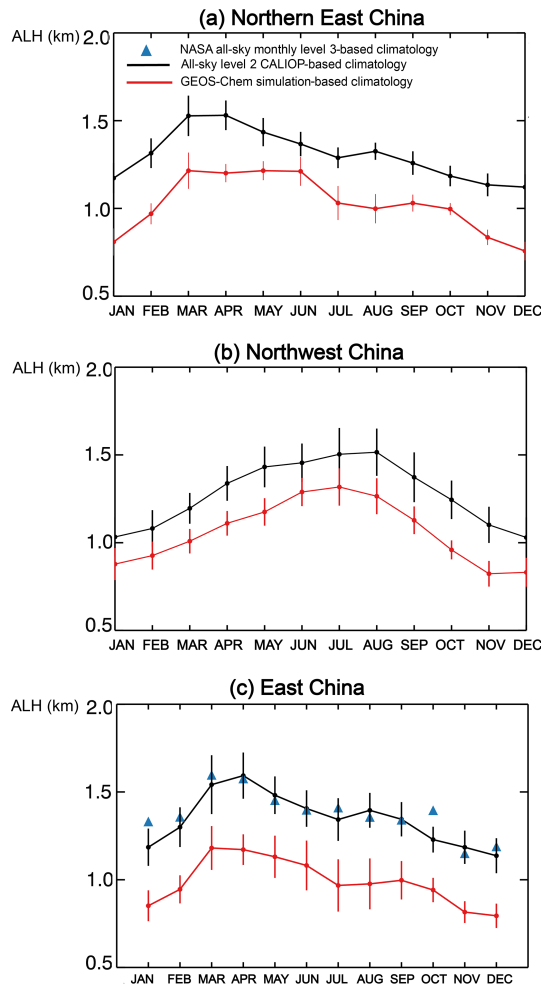 (a) Northern East China
ALH (km)
2.0
NASA all-sky monthly level 3-based climatology
All-sky level 2 CALIOP-based climatology
GEOS-Chem simulation-based climatology
1.5
1.0
0.5
JAN FEB MAR APR MAY JUN JUL AUG SEP OCT NOV DEC
(b) Northwest China
ALH (km)
2.0
1.5
1.0
0.5
JAN FEB MAR APR MAY JUN JUL AUG SEP OCT NOV DEC
(c) East China
ALH (km)
2.0
1.5
1.0
0.5
JAN FEB MAR APR MAY JUN JUL AUG SEP OCT NOV DEC